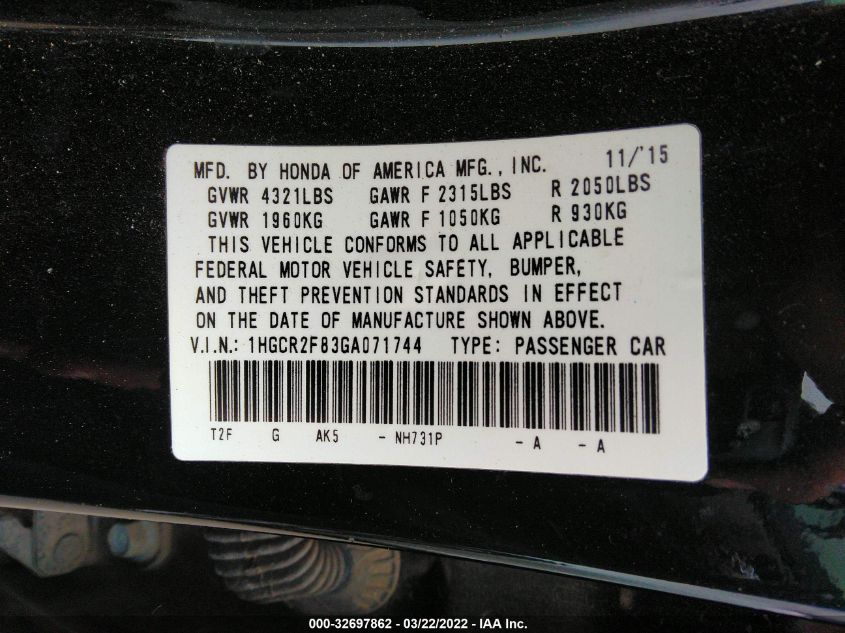 MFD. BY HONDA OF AMERICA MFG., INC. 11/'15
GVWR 4321LBS GAWR F 2315LBS R 2050LBS
GVWR 1960KG GAWR F 1050KG R 930KG
THIS VEHICLE CONFORMS TO ALL APPLICABLE
FEDERAL MOTOR VEHICLE SAFETY, BUMPER,
AND THEFT PREVENTION STANDARDS IN EFFECT
ON THE DATE OF MANUFACTURE SHOWN ABOVE.
V.I.N.: 1HGCR2F83GA071744 TYPE: PASSENGER CAR
T2F G AK5 - NH731P - A - A
000-32697862 - 03/22/2022 - IAA Inc.